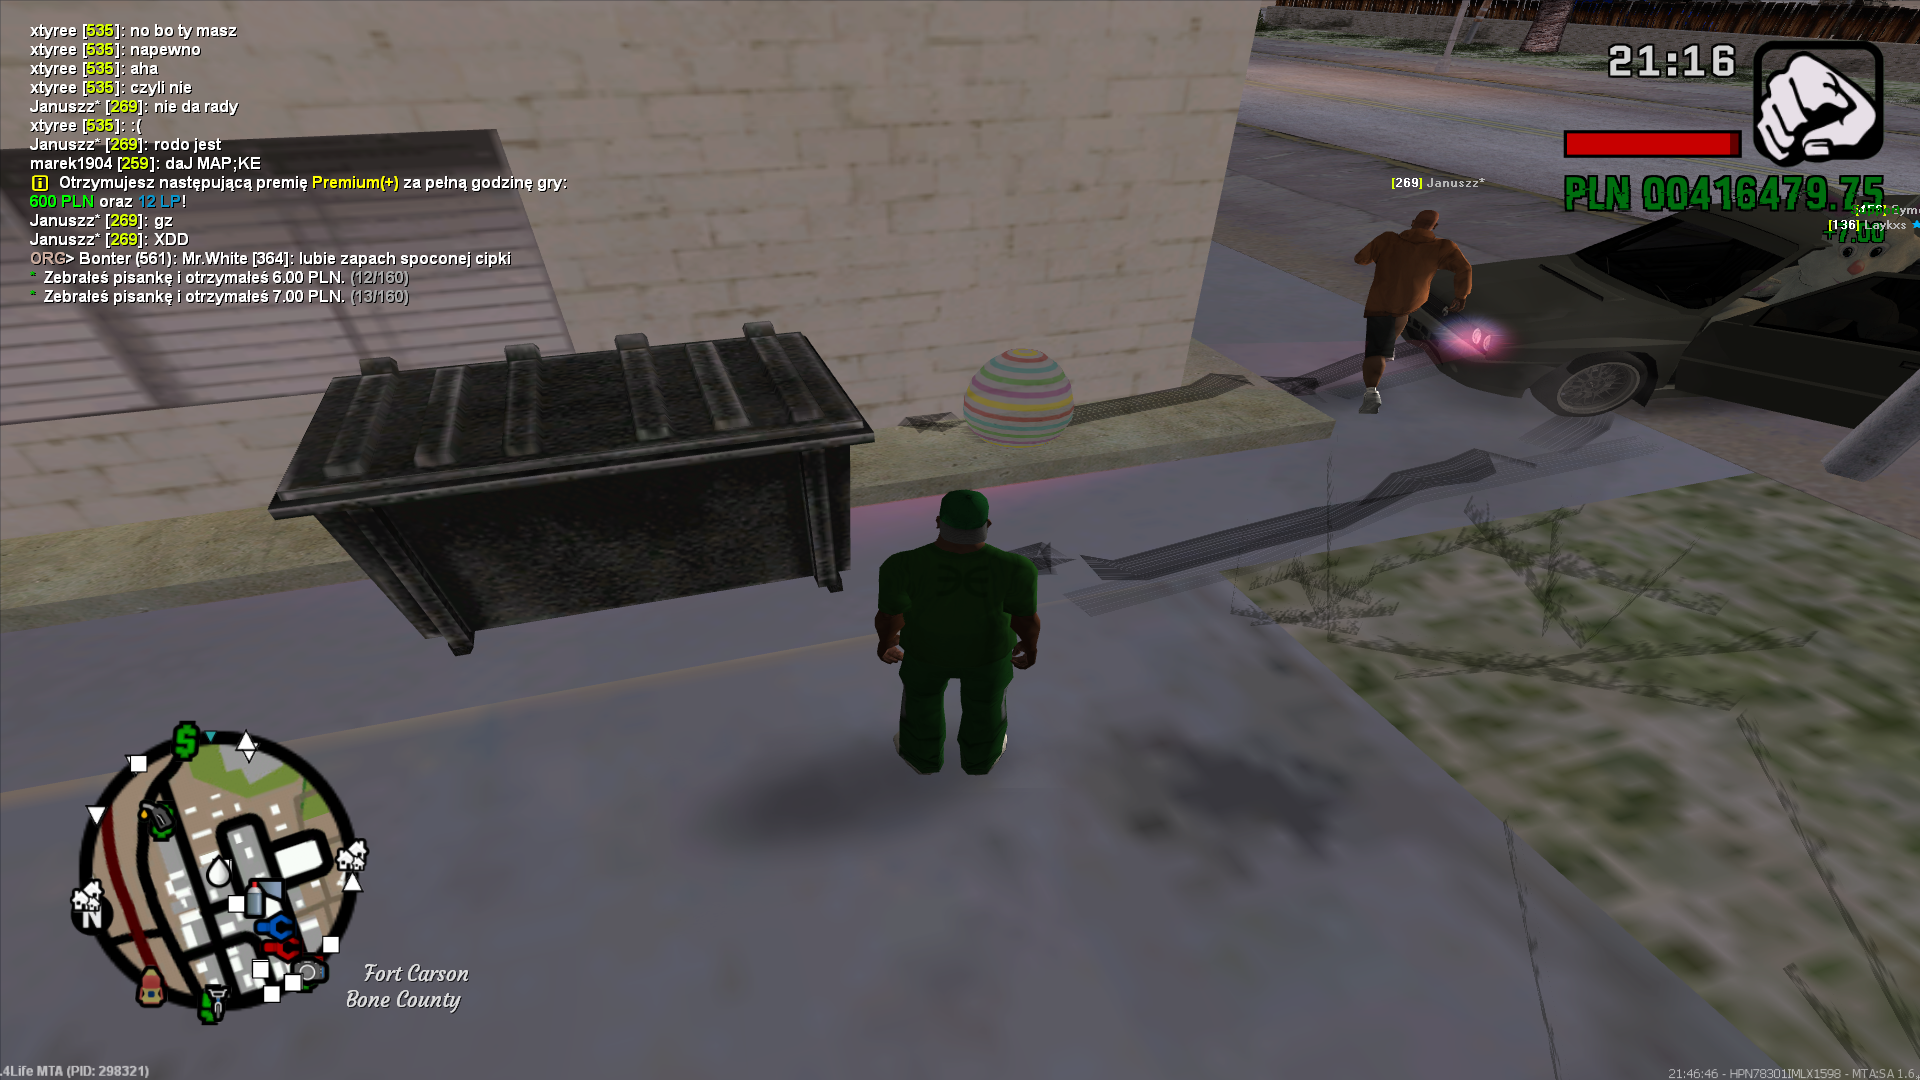 xtyree [535]: no bo ty masz
xtyree [535]: napewno
xtyree [535]: aha
xtyree [535]: czyli nie
Januszz* [269]: nie da rady
xtyree [535]: :(
Januszz* [269]: rodo jest
marek1904 [259]: daJ MAP;KE
Otrzymujesz następującą premię Premium(+) za pełną godzinę gry:
600 PLN oraz 12 LP!
Januszz* [269]: gz
Januszz* [269]: XDD
ORG> Bonter (561): Mr.White [364]: lubie zapach spoconej cipki
* Zebrałeś pisankę i otrzymałeś 6.00 PLN. (12/160)
* Zebrałeś pisankę i otrzymałeś 7.00 PLN. (13/160)
21:16
PLN 00416479.75
+7.00
[269] Januszz*
[136] Laykxs
N
Fort Carson
Bone County
.4Life MTA (PID: 298321)
21:46:46 - HPN78301IMLX1598 - MTA:SA 1.6